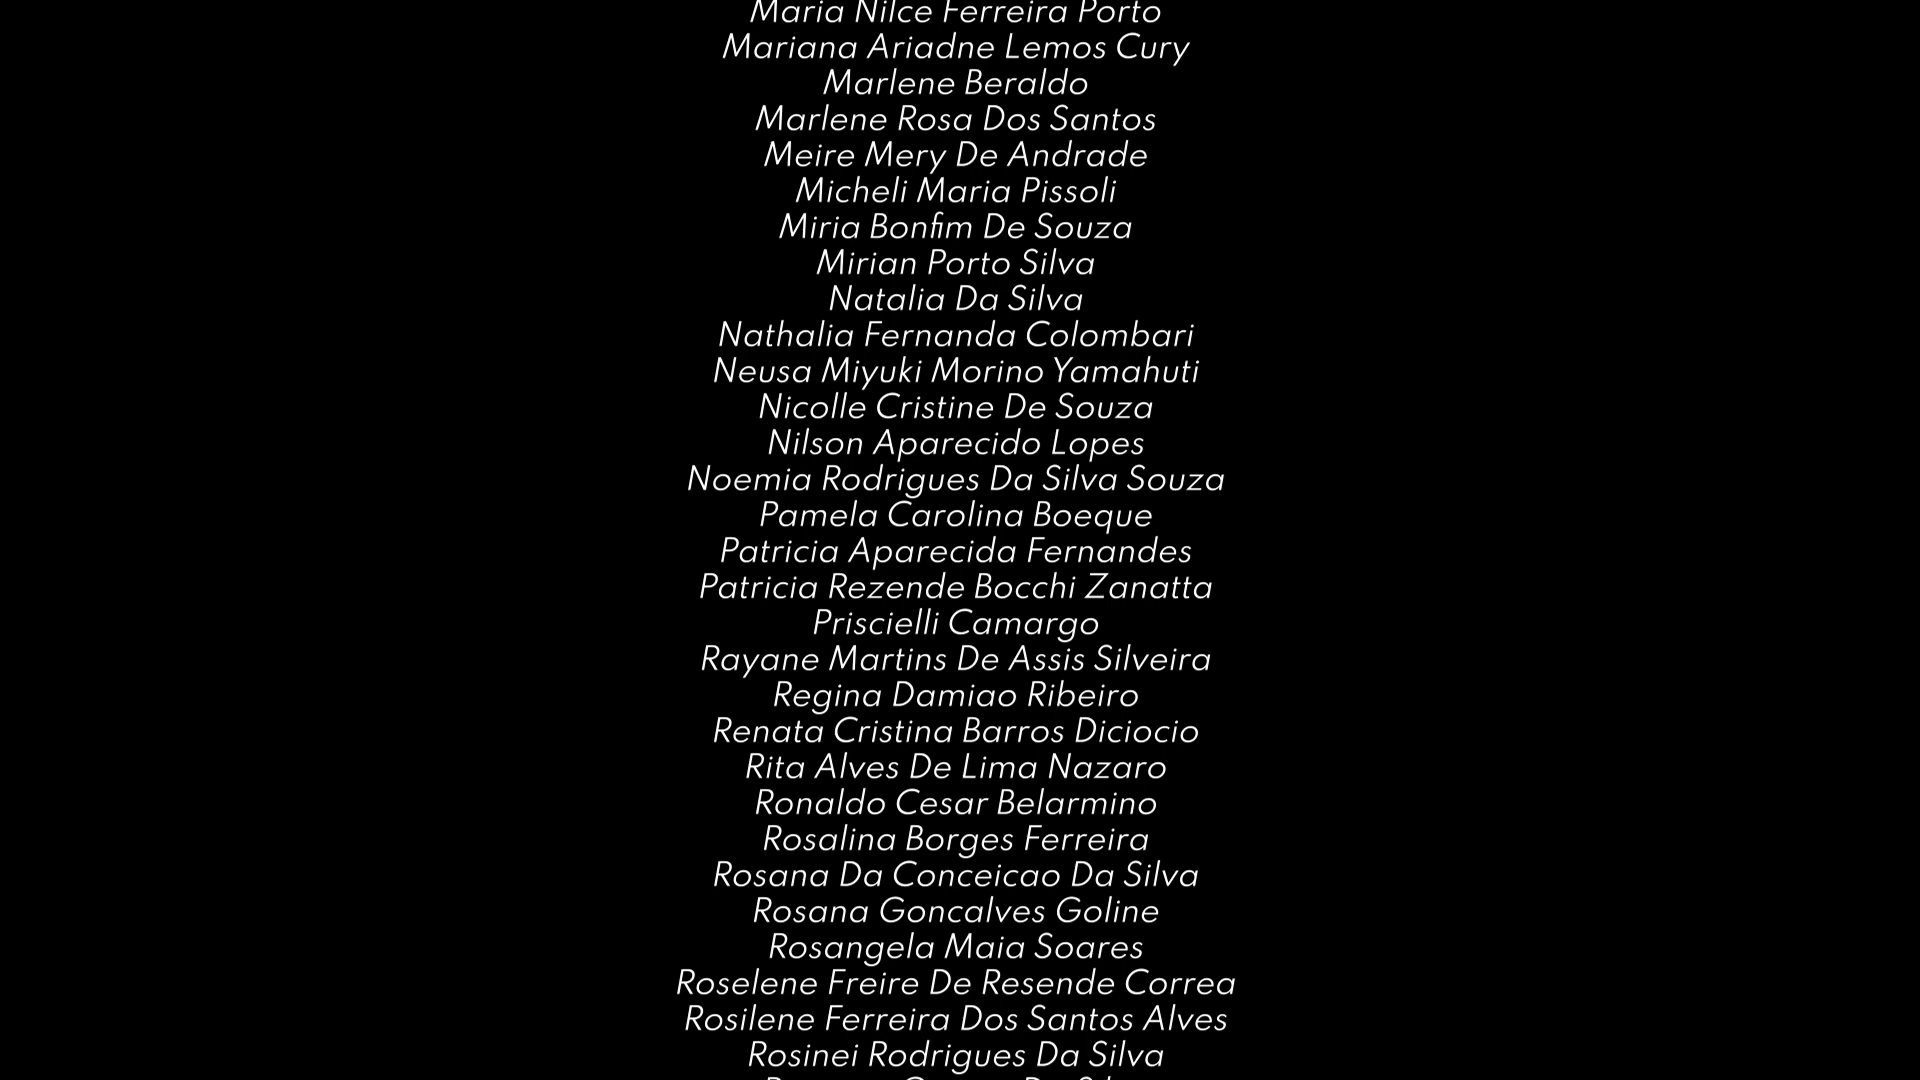 Maria Nilce Ferreira Porto
Mariana Ariadne Lemos Cury
Marlene Beraldo
Marlene Rosa Dos Santos
Meire Mery De Andrade
Micheli Maria Pissoli
Miria Bonfim De Souza
Mirian Porto Silva
Natalia Da Silva
Nathalia Fernanda Colombari
Neusa Miyuki Morino Yamahuti
Nicolle Cristine De Souza
Nilson Aparecido Lopes
Noemia Rodrigues Da Silva Souza
Pamela Carolina Boeque
Patricia Aparecida Fernandes
Patricia Rezende Bocchi Zanatta
Priscielli Camargo
Rayane Martins De Assis Silveira
Regina Damiao Ribeiro
Renata Cristina Barros Diciocio
Rita Alves De Lima Nazaro
Ronaldo Cesar Belarmino
Rosalina Borges Ferreira
Rosana Da Conceicao Da Silva
Rosana Goncalves Goline
Rosangela Maia Soares
Roselene Freire De Resende Correa
Rosilene Ferreira Dos Santos Alves
Rosinei Rodrigues Da Silva